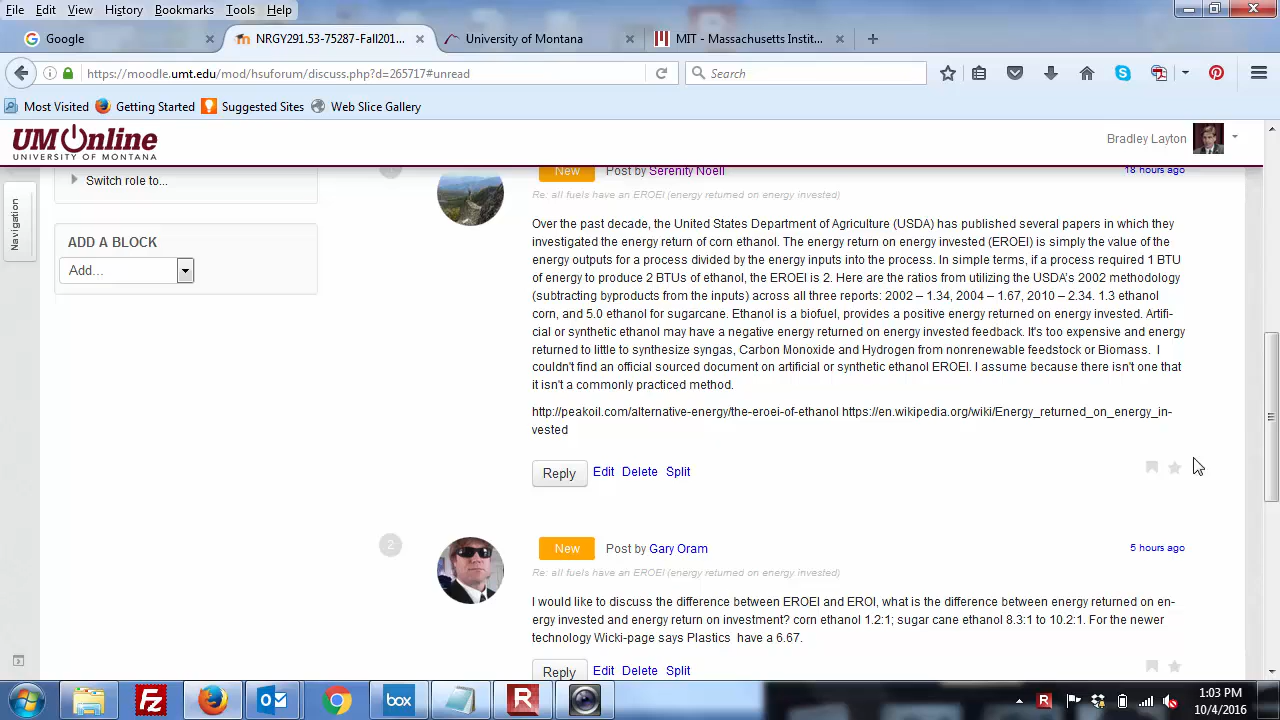 File Edit View History Bookmarks Tools Help
Google
NRGY291.53-75287-Fall201...
University of Montana
MIT - Massachusetts Instit...
https://moodle.umt.edu/mod/hsuforum/discuss.php?d=265717#unread
Search
Most Visited Getting Started Suggested Sites Web Slice Gallery
UMOnline
UNIVERSITY OF MONTANA
Bradley Layton
Navigation
Switch role to...
ADD A BLOCK
Add...
New Post by Serenity Noell 18 hours ago
Re: all fuels have an EROEI (energy returned on energy invested)
Over the past decade, the United States Department of Agriculture (USDA) has published several papers in which they
investigated the energy return of corn ethanol. The energy return on energy invested (EROEI) is simply the value of the
energy outputs for a process divided by the energy inputs into the process. In simple terms, if a process required 1 BTU
of energy to produce 2 BTUs of ethanol, the EROEI is 2. Here are the ratios from utilizing the USDA's 2002 methodology
(subtracting byproducts from the inputs) across all three reports: 2002 – 1.34, 2004 – 1.67, 2010 – 2.34. 1.3 ethanol
corn, and 5.0 ethanol for sugarcane. Ethanol is a biofuel, provides a positive energy returned on energy invested. Artifi-
cial or synthetic ethanol may have a negative energy returned on energy invested feedback. It's too expensive and energy
returned to little to synthesize syngas, Carbon Monoxide and Hydrogen from nonrenewable feedstock or Biomass. I
couldn't find an official sourced document on artificial or synthetic ethanol EROEI. I assume because there isn't one that
it isn't a commonly practiced method.
http://peakoil.com/alternative-energy/the-eroei-of-ethanol https://en.wikipedia.org/wiki/Energy_returned_on_energy_in-
vested
Reply Edit Delete Split
2
New Post by Gary Oram 5 hours ago
Re: all fuels have an EROEI (energy returned on energy invested)
I would like to discuss the difference between EROEI and EROI, what is the difference between energy returned on en-
ergy invested and energy return on investment? corn ethanol 1.2:1; sugar cane ethanol 8.3:1 to 10.2:1. For the newer
technology Wicki-page says Plastics have a 6.67.
Reply Edit Delete Split
box
1:03 PM
10/4/2016